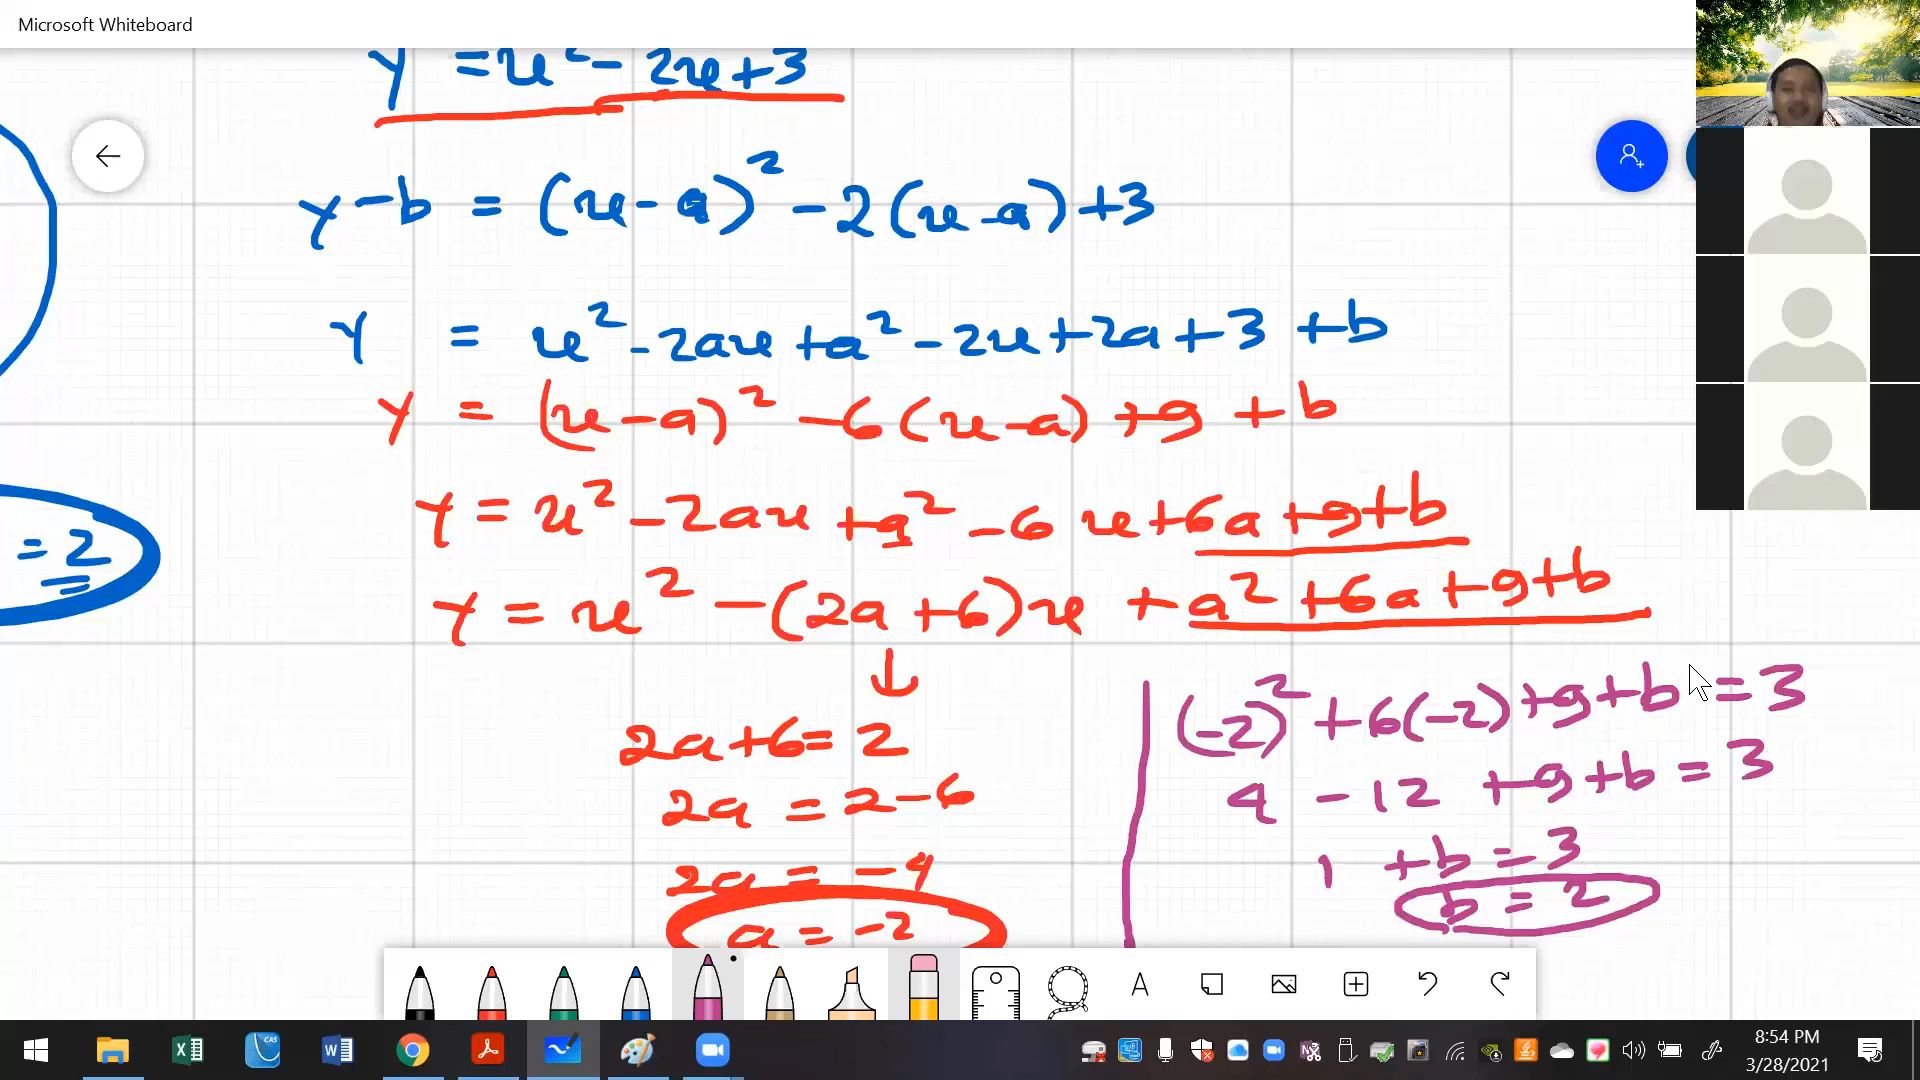 Microsoft Whiteboard
y = x² - 2x + 3
y - b = (x - a)² - 2(x - a) + 3
y = x² - 2ax + a² - 2x + 2a + 3 + b
y = (x - a)² - 6(x - a) + 9 + b
y = x² - 2ax + a² - 6x + 6a + 9 + b
y = x² - (2a + 6)x + a² + 6a + 9 + b
= 2
↓
2a + 6 = 2
2a = 2 - 6
2a = -4
a = -2
(-2)² + 6(-2) + 9 + b = 3
4 - 12 + 9 + b = 3
1 + b = 3
b = 2
A
CAS
8:54 PM
3/28/2021